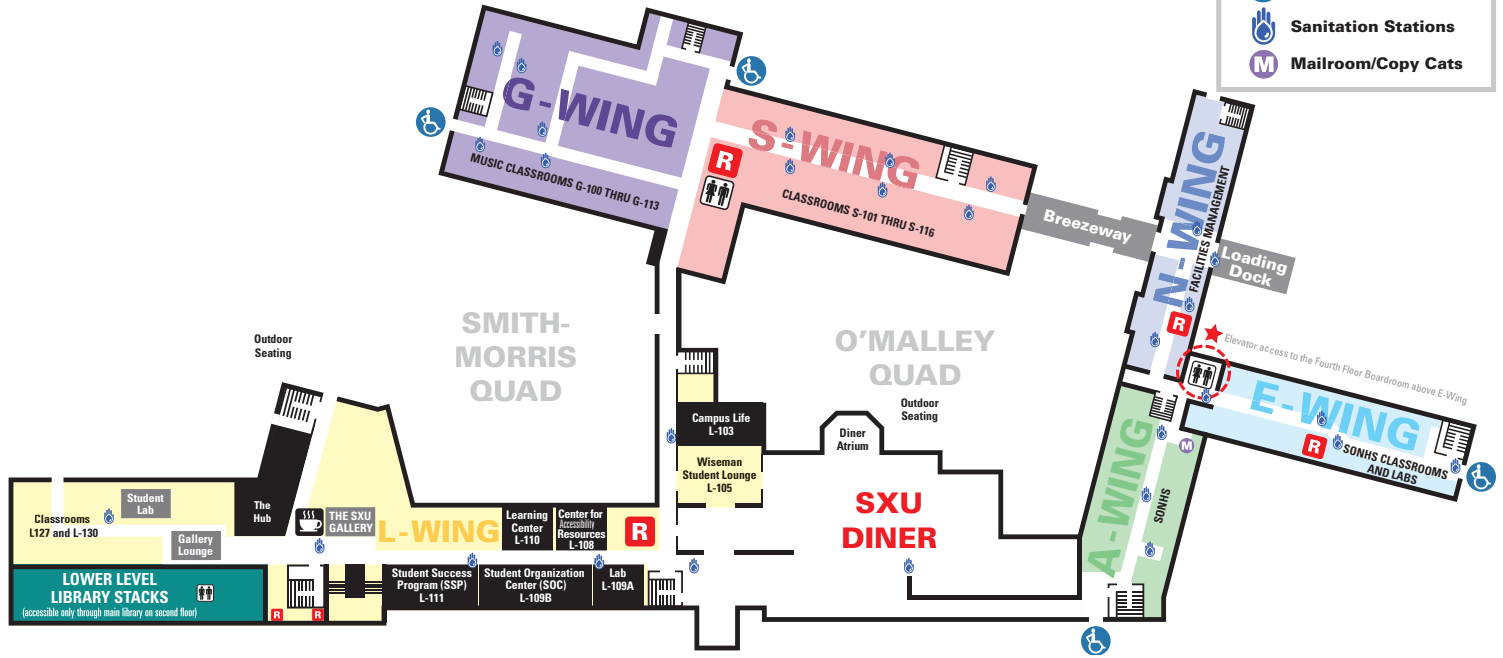 Sanitation Stations
M
Mailroom/Copy Cats
G-WING
MUSIC CLASSROOMS G-100 THRU G-113
R
S-WING
CLASSROOMS S-101 THRU S-116
Breezeway
N-WING
FACILITIES MANAGEMENT
Loading
Dock
R
Elevator access to the Fourth Floor Boardroom above E-Wing
E-WING
R
SONHS CLASSROOMS
AND LABS
M
A-WING
SONHS
SMITH-
MORRIS
QUAD
O'MALLEY
QUAD
Outdoor
Seating
Outdoor
Seating
Diner
Atrium
Campus Life
L-103
Wiseman
Student Lounge
L-105
SXU
DINER
Student
Lab
Classrooms
L127 and L-130
Gallery
Lounge
The
Hub
THE SXU
GALLERY
L-WING
Learning
Center
L-110
Center for
Accessibility
Resources
L-108
R
LOWER LEVEL
LIBRARY STACKS
(accessible only through main library on second floor)
R
R
Student Success
Program (SSP)
L-111
Student Organization
Center (SOC)
L-109B
Lab
L-109A